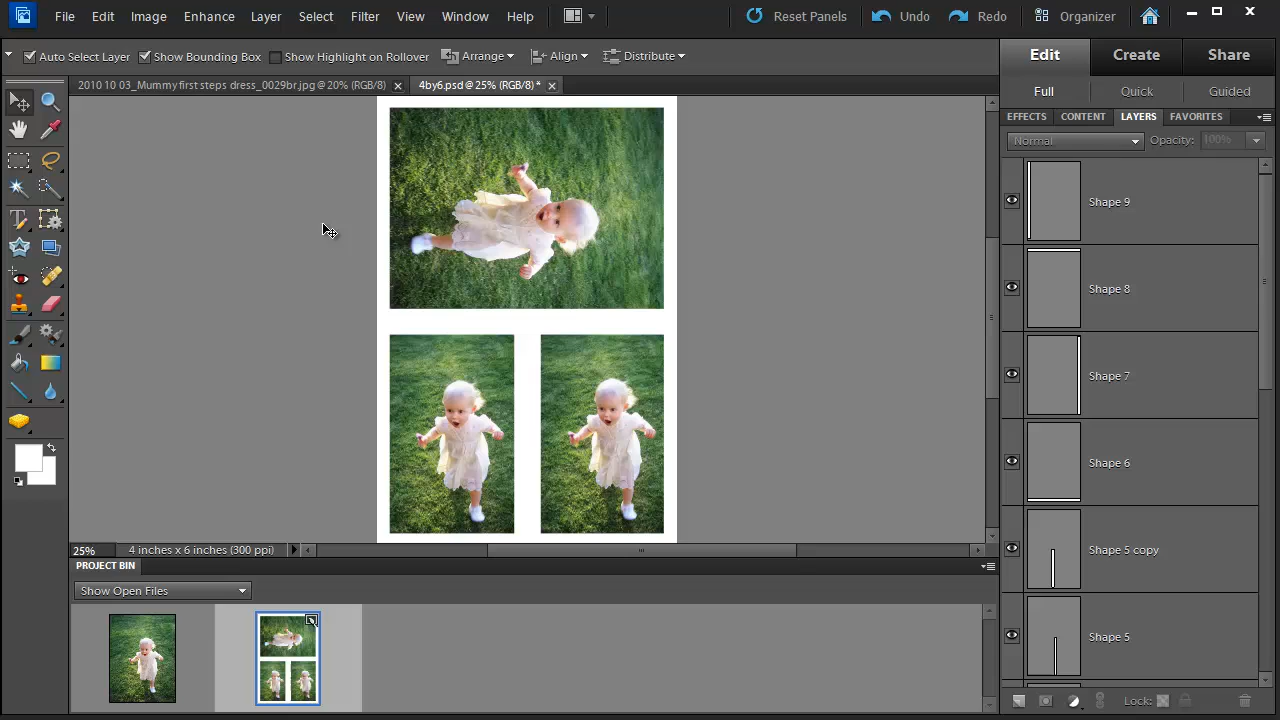 File Edit Image Enhance Layer Select Filter View Window Help Reset Panels Undo Redo Organizer
Auto Select Layer Show Bounding Box Show Highlight on Rollover Arrange Align Distribute
Edit Create Share
2010 10 03_Mummy first steps dress_0029br.jpg @ 20% (RGB/8) 4by6.psd @ 25% (RGB/8) *
Full Quick Guided
EFFECTS CONTENT LAYERS FAVORITES
Normal Opacity: 100%
Shape 9
Shape 8
Shape 7
Shape 6
Shape 5 copy
Shape 5
25% 4 inches x 6 inches (300 ppi)
PROJECT BIN
Show Open Files
Lock: